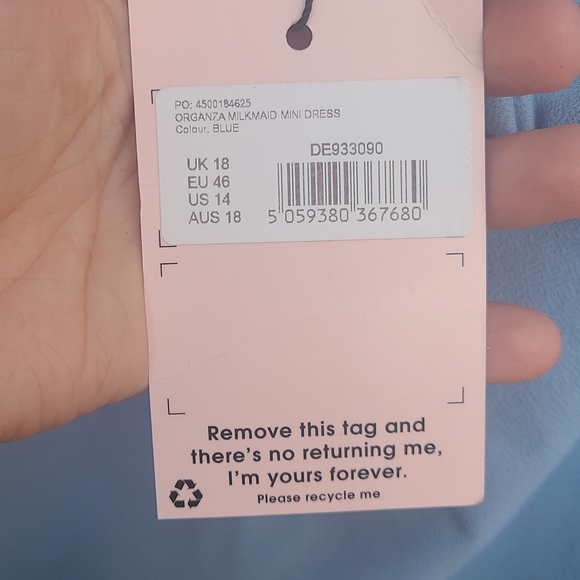 PO: 4500184625
ORGANZA MILKMAID MINI DRESS
Colour. BLUE
DE933090
UK 18
EU 46
US 14
AUS 18
5 059380 367680
Remove this tag and
there's no returning me,
I'm yours forever.
Please recycle me